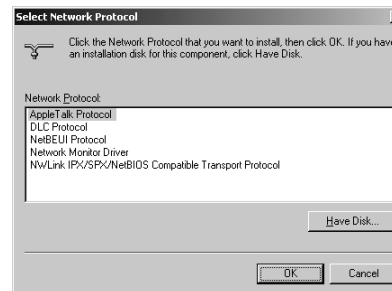 Select Network Protocol
Click the Network Protocol that you want to install, then click OK. If you have
an installation disk for this component, click Have Disk.
Network Protocol:
AppleTalk Protocol
DLC Protocol
NetBEUI Protocol
Network Monitor Driver
NWLink IPX/SPX/NetBIOS Compatible Transport Protocol
Have Disk...
OK
Cancel